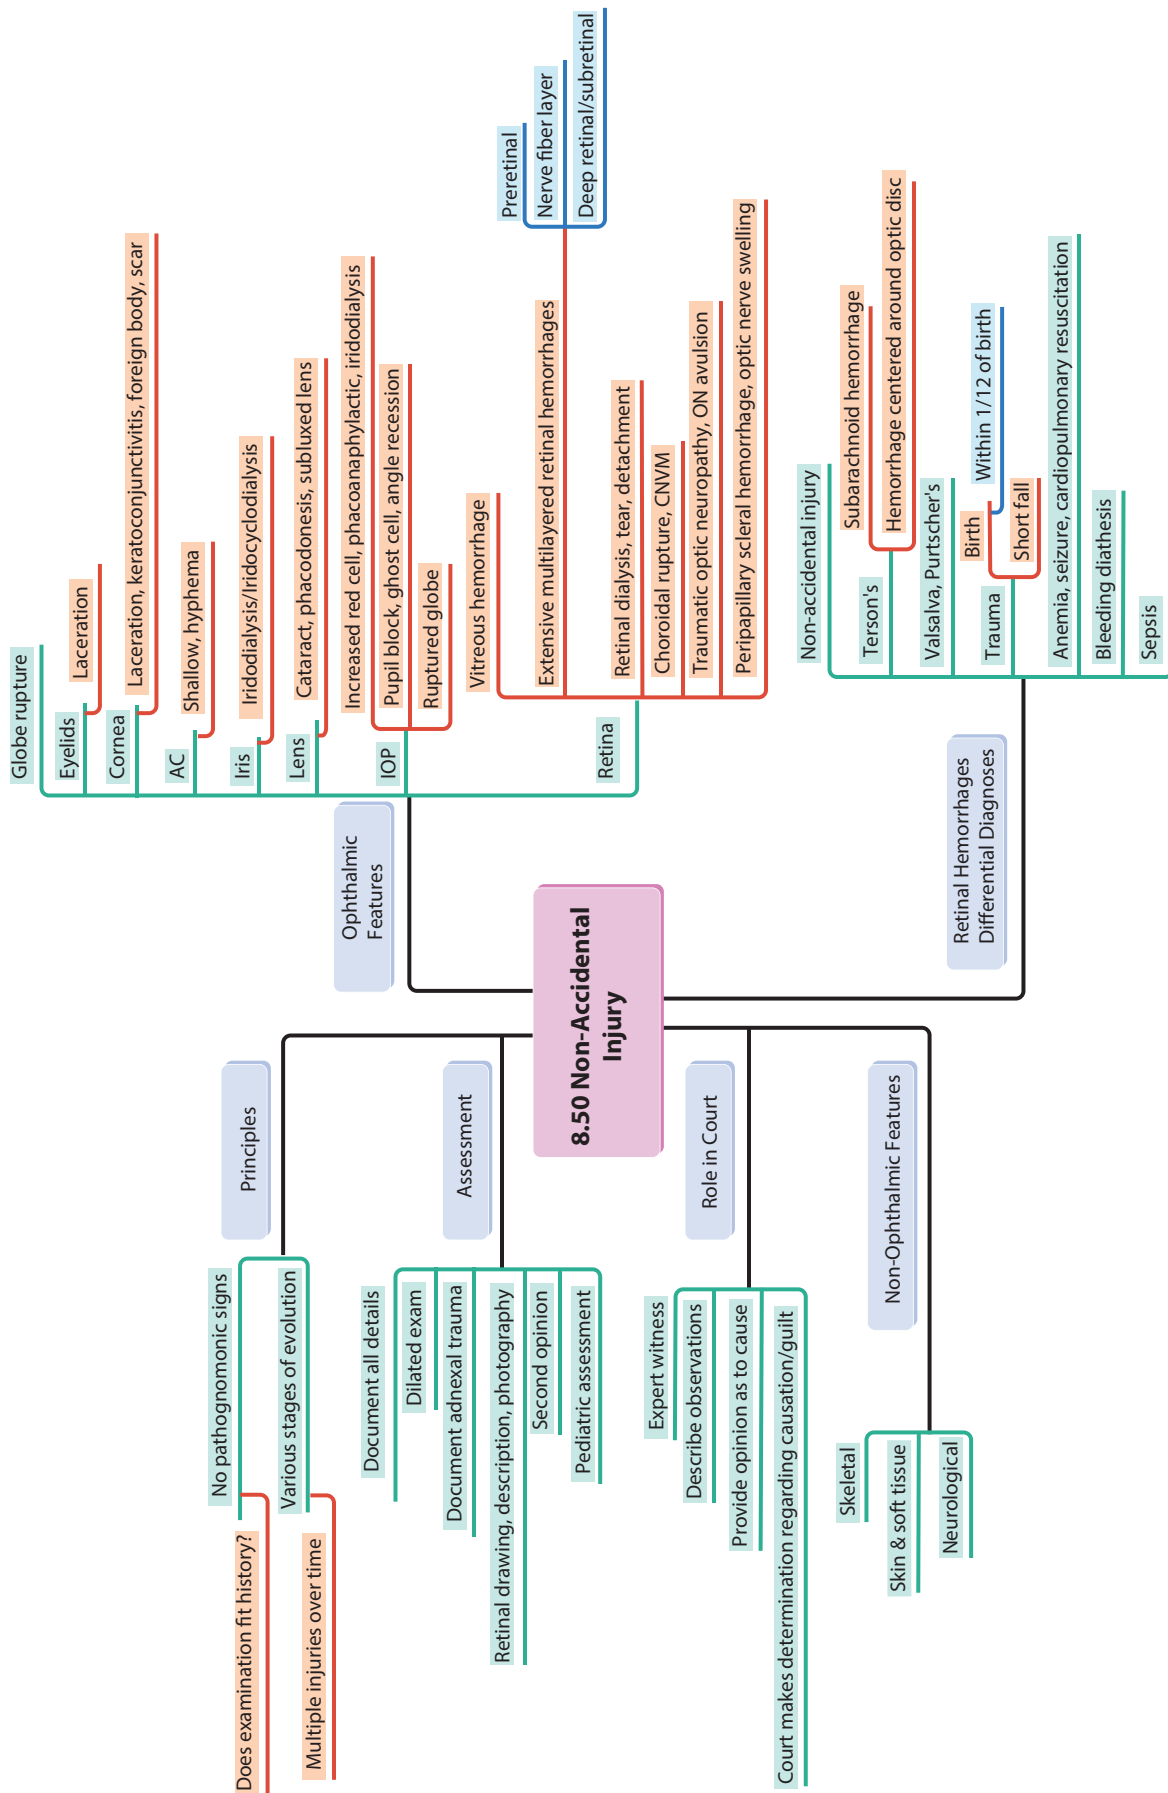 8.50 Non-Accidental
Injury
Principles
No pathognomonic signs
Does examination fit history?
Various stages of evolution
Multiple injuries over time
Assessment
Document all details
Dilated exam
Document adnexal trauma
Retinal drawing, description, photography
Second opinion
Pediatric assessment
Role in Court
Expert witness
Describe observations
Provide opinion as to cause
Court makes determination regarding causation/guilt
Non-Ophthalmic Features
Skeletal
Skin & soft tissue
Neurological
Ophthalmic
Features
Globe rupture
Eyelids
Laceration
Cornea
Laceration, keratoconjunctivitis, foreign body, scar
AC
Shallow, hyphema
Iris
Iridodialysis/iridocyclodialysis
Lens
Cataract, phacodonesis, subluxed lens
IOP
Increased red cell, phacoanaphylactic, iridodialysis
Pupil block, ghost cell, angle recession
Ruptured globe
Retina
Vitreous hemorrhage
Extensive multilayered retinal hemorrhages
Preretinal
Nerve fiber layer
Deep retinal/subretinal
Retinal dialysis, tear, detachment
Choroidal rupture, CNVM
Traumatic optic neuropathy, ON avulsion
Peripapillary scleral hemorrhage, optic nerve swelling
Retinal Hemorrhages
Differential Diagnoses
Non-accidental injury
Terson's
Subarachnoid hemorrhage
Hemorrhage centered around optic disc
Valsalva, Purtscher's
Trauma
Birth
Within 1/12 of birth
Short fall
Anemia, seizure, cardiopulmonary resuscitation
Bleeding diathesis
Sepsis